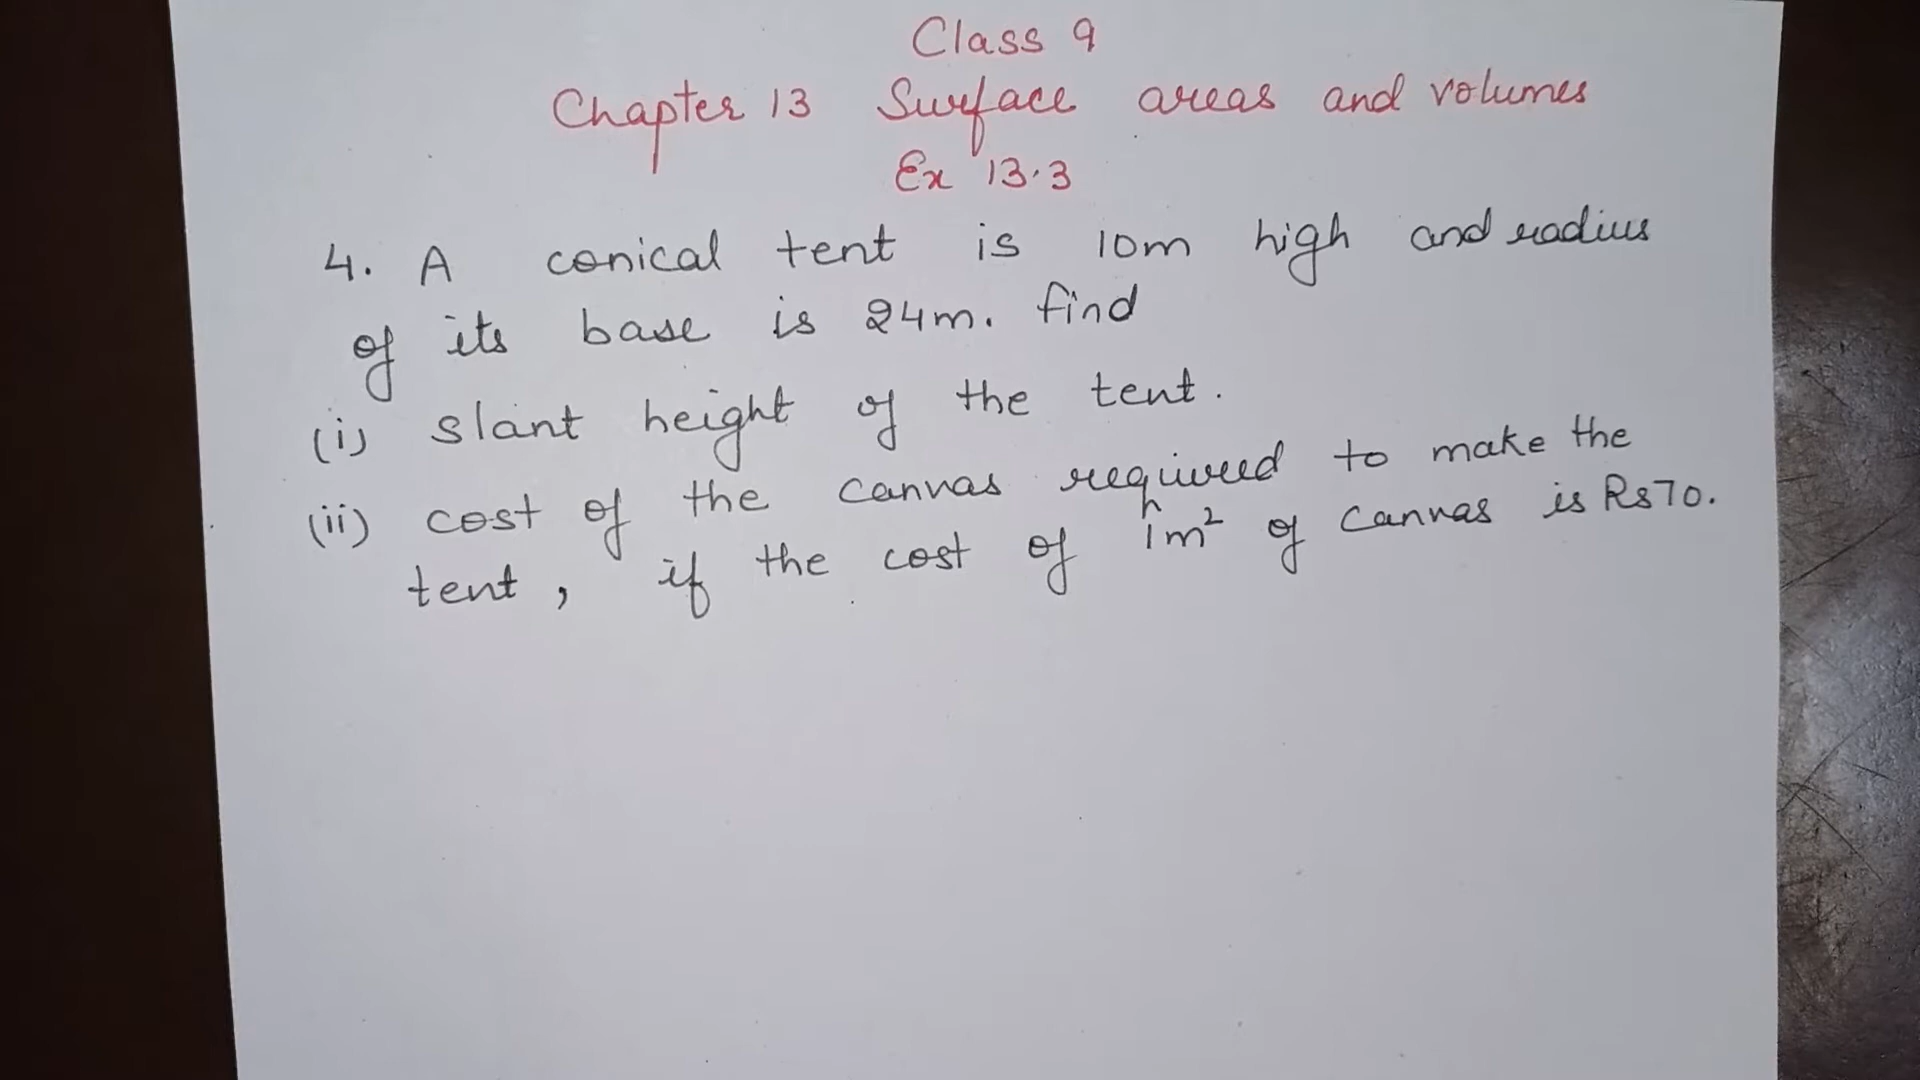 Class 9
Chapter 13 Surface areas and volumes
Ex 13.3
4. A conical tent is 10m high and radius
of its base is 24m. find
(i) slant height of the tent.
(ii) cost of the canvas required to make the
tent, if the cost of 1m² of canvas is Rs70.